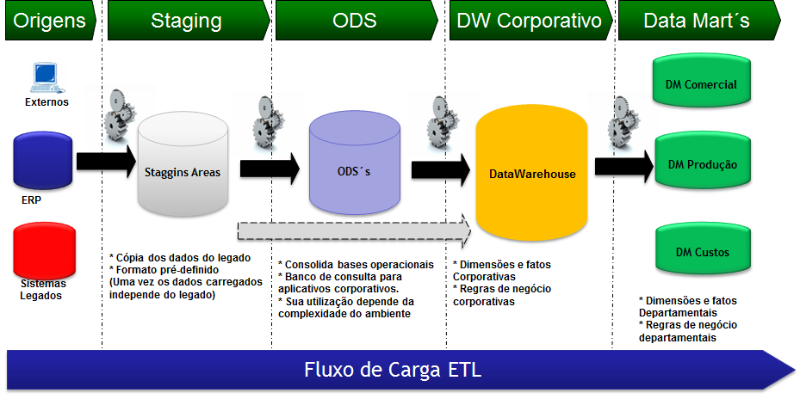 Origens
Staging
ODS
DW Corporativo
Data Mart´s
Externos
ERP
Sistemas
Legados
Staggins Areas
ODS´s
DataWarehouse
DM Comercial
DM Produção
DM Custos
* Cópia dos dados do legado
* Formato pré-definido
(Uma vez os dados carregados
independe do legado)
* Consolida bases operacionais
* Banco de consulta para
aplicativos corporativos.
* Sua utilização depende da
complexidade do ambiente
* Dimensões e fatos
Corporativas
* Regras de negócio
corporativas
* Dimensões e fatos
Departamentais
* Regras de negócio
departamentais
Fluxo de Carga ETL